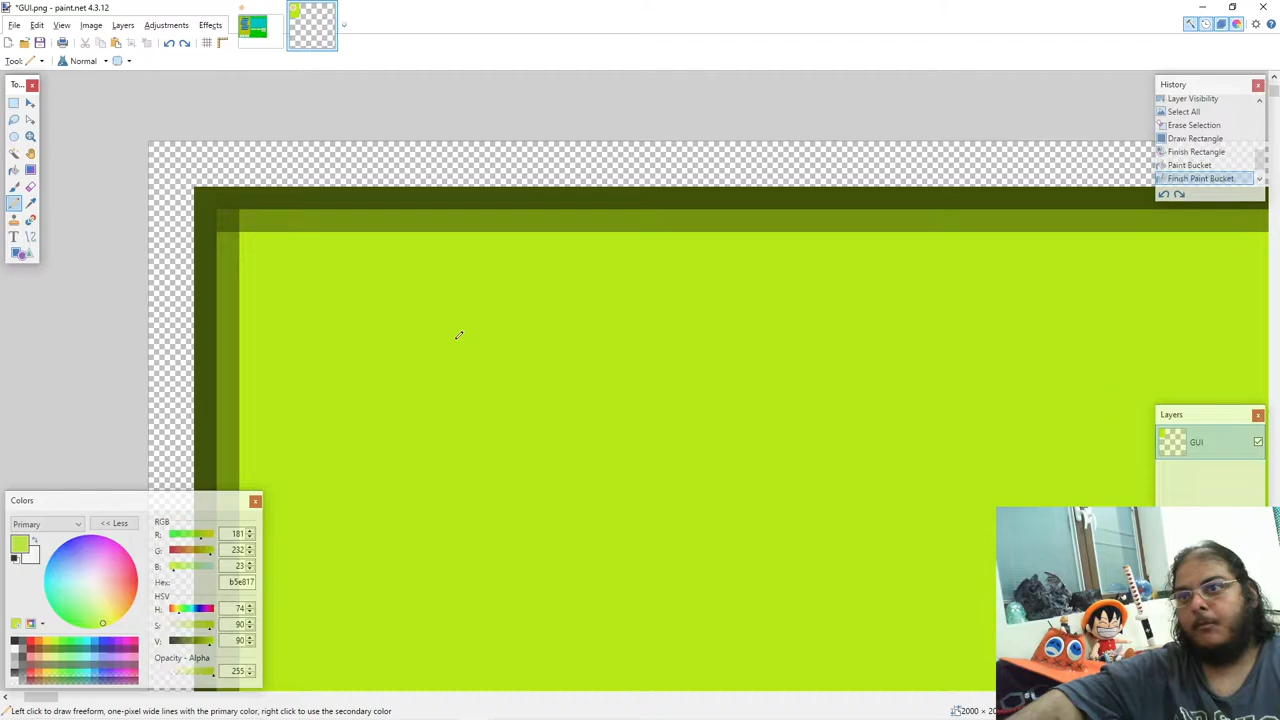 *GUI.png - paint.net 4.3.12
File Edit View Image Layers Adjustments Effects
Tool: Normal
To...
History
Layer Visibility
Select All
Erase Selection
Draw Rectangle
Finish Rectangle
Paint Bucket
Finish Paint Bucket
Layers
GUI
Colors
Primary << Less
RGB
R: 181
G: 232
B: 23
Hex: b5e817
HSV
H: 74
S: 90
V: 90
Opacity - Alpha
255
Left click to draw freeform, one-pixel wide lines with the primary color, right click to use the secondary color
2000 x 20